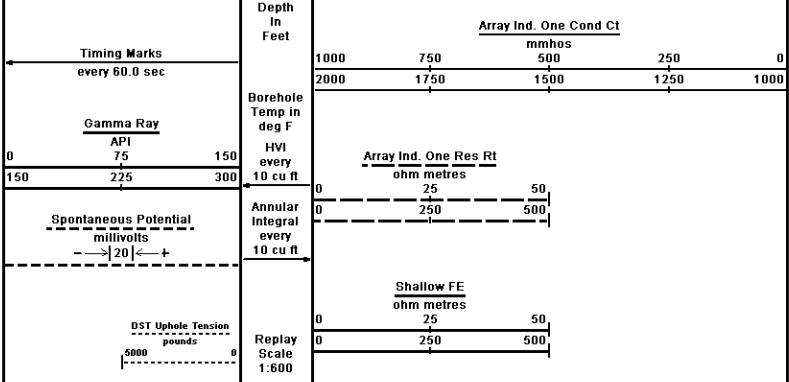 Timing Marks
every 60.0 sec
Gamma Ray
API
0 75 150
150 225 300
Spontaneous Potential
millivolts
- 20 +
DST Uphole Tension
pounds
5000 0
Depth
In
Feet
Borehole
Temp in
deg F
HVI
every
10 cu ft
Annular
Integral
every
10 cu ft
Replay
Scale
1:600
Array Ind. One Cond Ct
mmhos
1000 750 500 250 0
2000 1750 1500 1250 1000
Array Ind. One Res Rt
ohm metres
0 25 50
0 250 500
Shallow FE
ohm metres
0 25 50
0 250 500